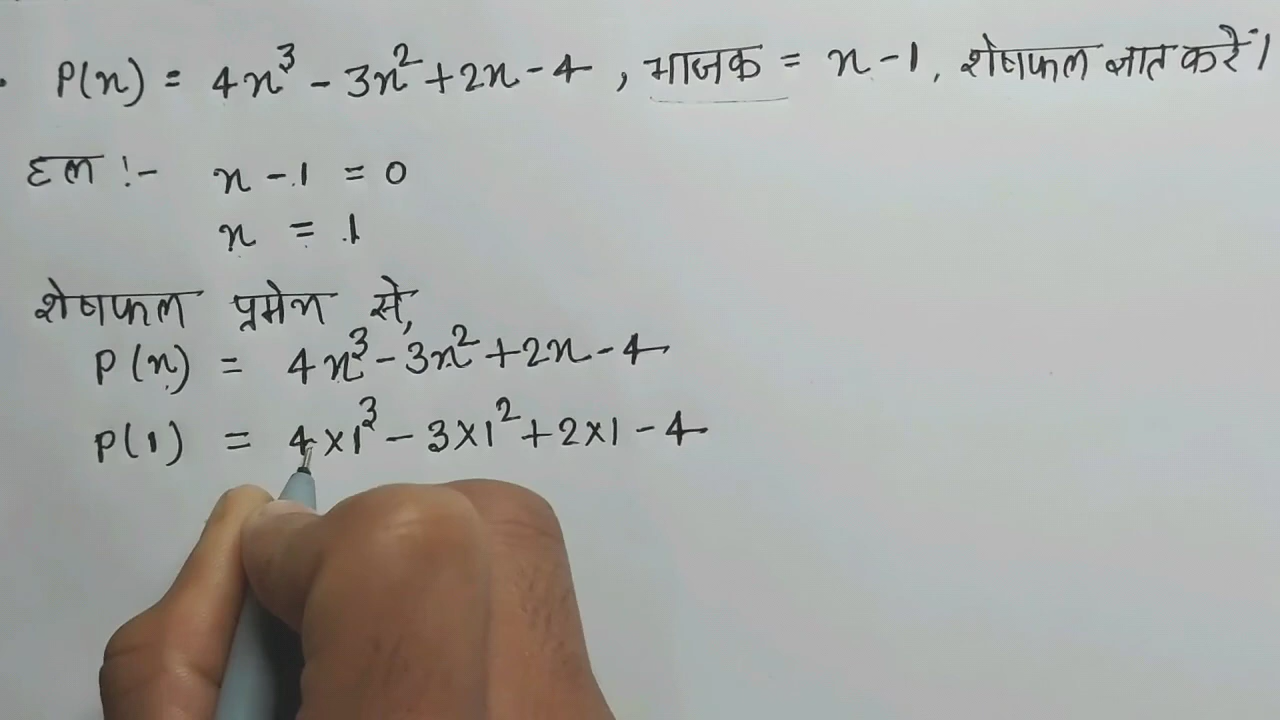 P(x) = 4x³ - 3x² + 2x - 4, भाजक = x - 1, शेषफल ज्ञात करें।
हल :- x - 1 = 0
x = 1
शेषफल प्रमेय से,
P(x) = 4x³ - 3x² + 2x - 4
P(1) = 4×1³ - 3×1² + 2×1 - 4